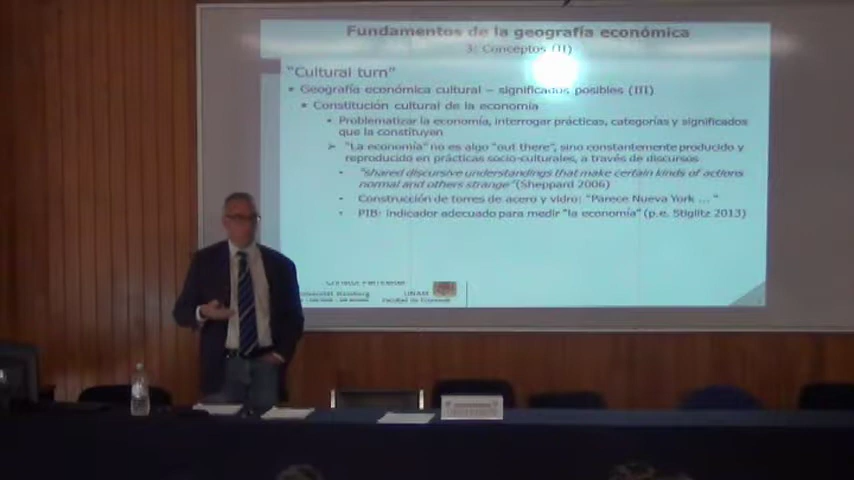 Fundamentos de la geografía económica
3: Conceptos (II)
"Cultural turn"
• Geografía económica cultural – significados posibles (III)
• Constitución cultural de la economía
• Problematizar la economía, interrogar prácticas, categorías y significados
que la constituyen
➢ "La economía" no es algo "out there", sino constantemente producido y
reproducido en prácticas socio-culturales, a través de discursos
- "shared discursive understandings that make certain kinds of actions
normal and others strange" (Sheppard 2006)
- Construcción de torres de acero y vidro: "Parece Nueva York ... "
- PIB: indicador adecuado para medir "la economía" (p.e. Stiglitz 2013)
UNAM
Facultad de Economía